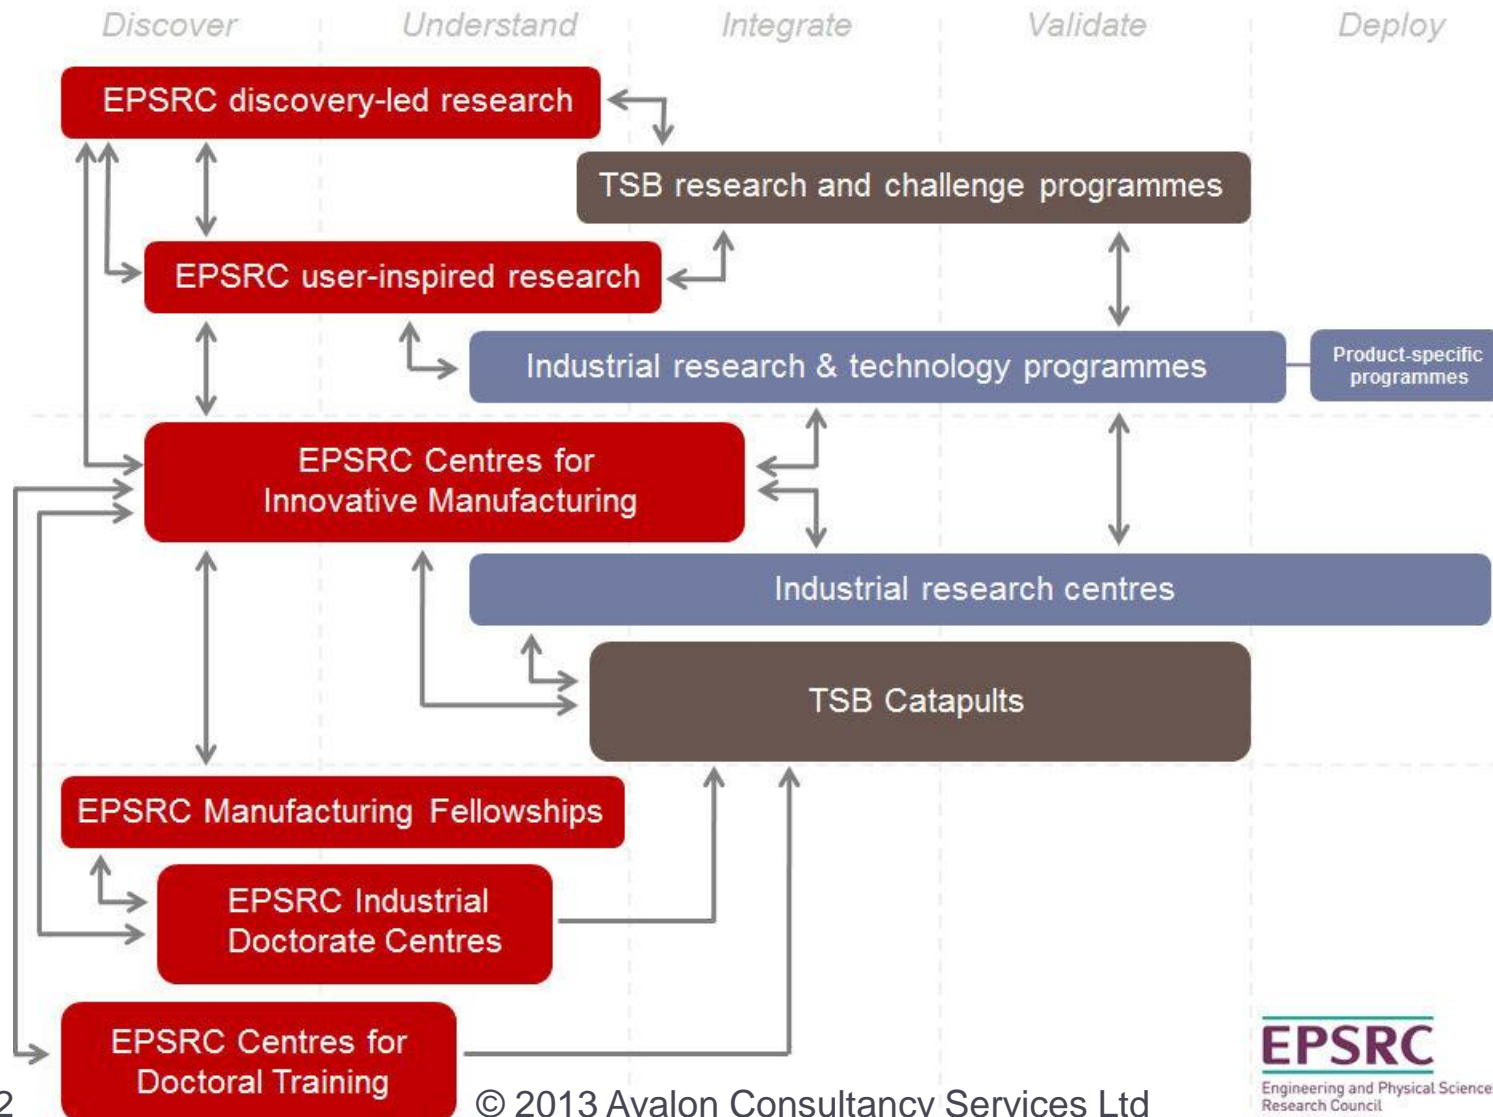 Discover
Understand
Integrate
Validate
Deploy
EPSRC discovery-led research
TSB research and challenge programmes
EPSRC user-inspired research
Industrial research & technology programmes
Product-specific
programmes
EPSRC Centres for
Innovative Manufacturing
Industrial research centres
TSB Catapults
EPSRC Manufacturing Fellowships
EPSRC Industrial
Doctorate Centres
EPSRC Centres for
Doctoral Training
2
© 2013 Avalon Consultancy Services Ltd
EPSRC
Engineering and Physical Science
Research Council